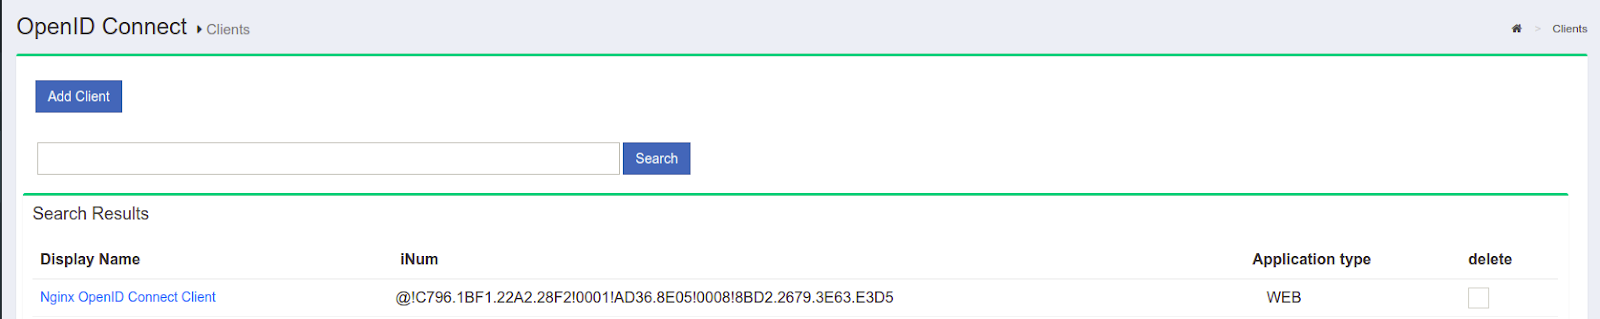 OpenID Connect Clients
> Clients
Add Client
Search
Search Results
Display Name iNum Application type delete
Nginx OpenID Connect Client @!C796.1BF1.22A2.28F2!0001!AD36.8E05!0008!8BD2.2679.3E63.E3D5 WEB